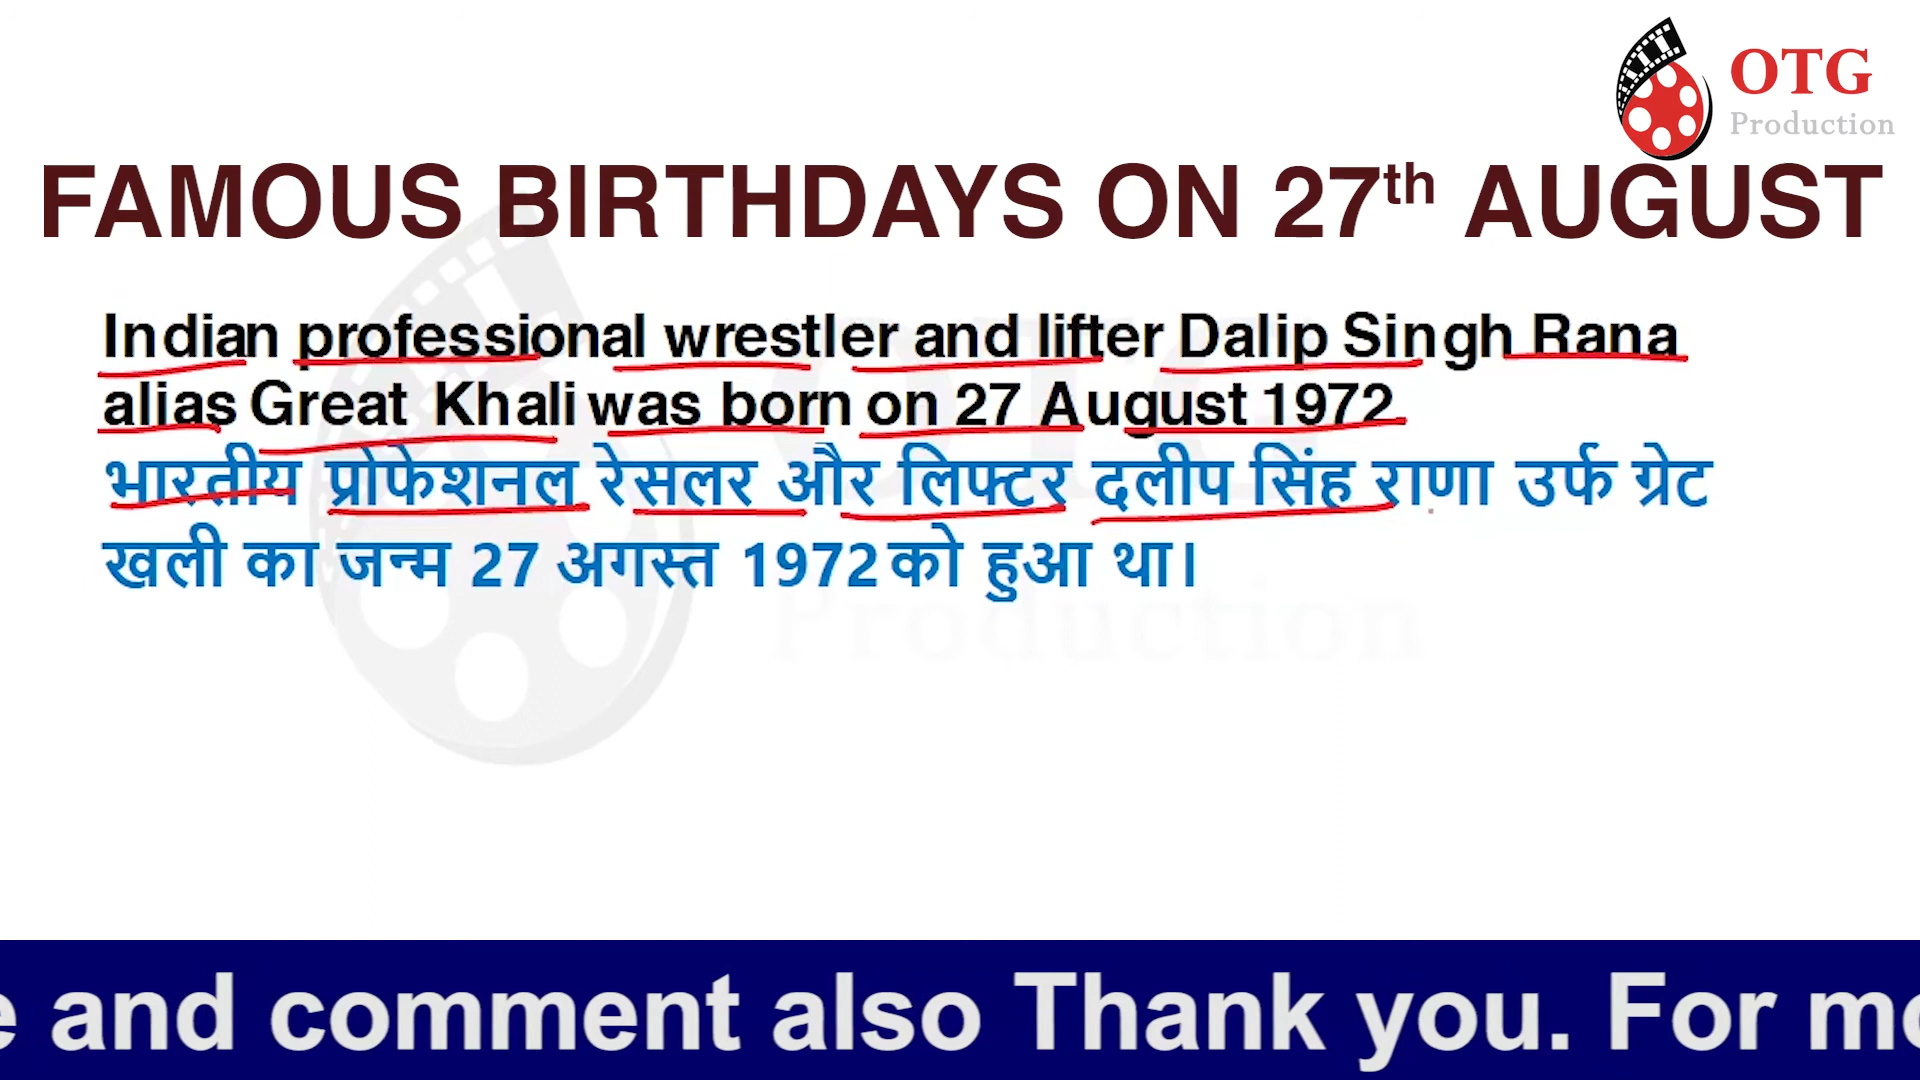 OTG
Production
FAMOUS BIRTHDAYS ON 27th AUGUST
Indian professional wrestler and lifter Dalip Singh Rana
alias Great Khali was born on 27 August 1972
भारतीय प्रोफेशनल रेसलर और लिफ्टर दलीप सिंह राणा उर्फ ग्रेट
खली का जन्म 27 अगस्त 1972 को हुआ था।
Production
and comment also Thank you. For